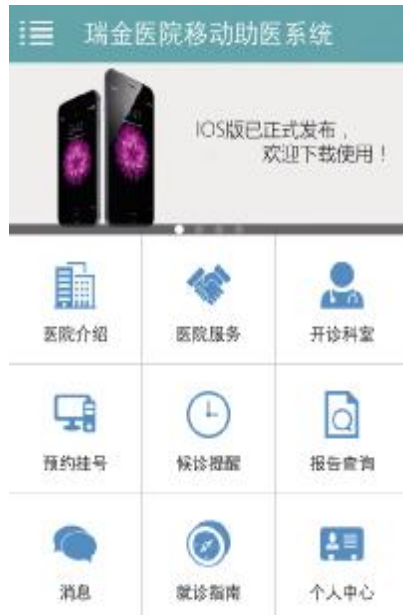 瑞金医院移动助医系统
IOS版已正式发布，
欢迎下载使用！
医院介绍
医院服务
开诊科室
预约挂号
候诊提醒
报告查询
消息
就诊指南
个人中心